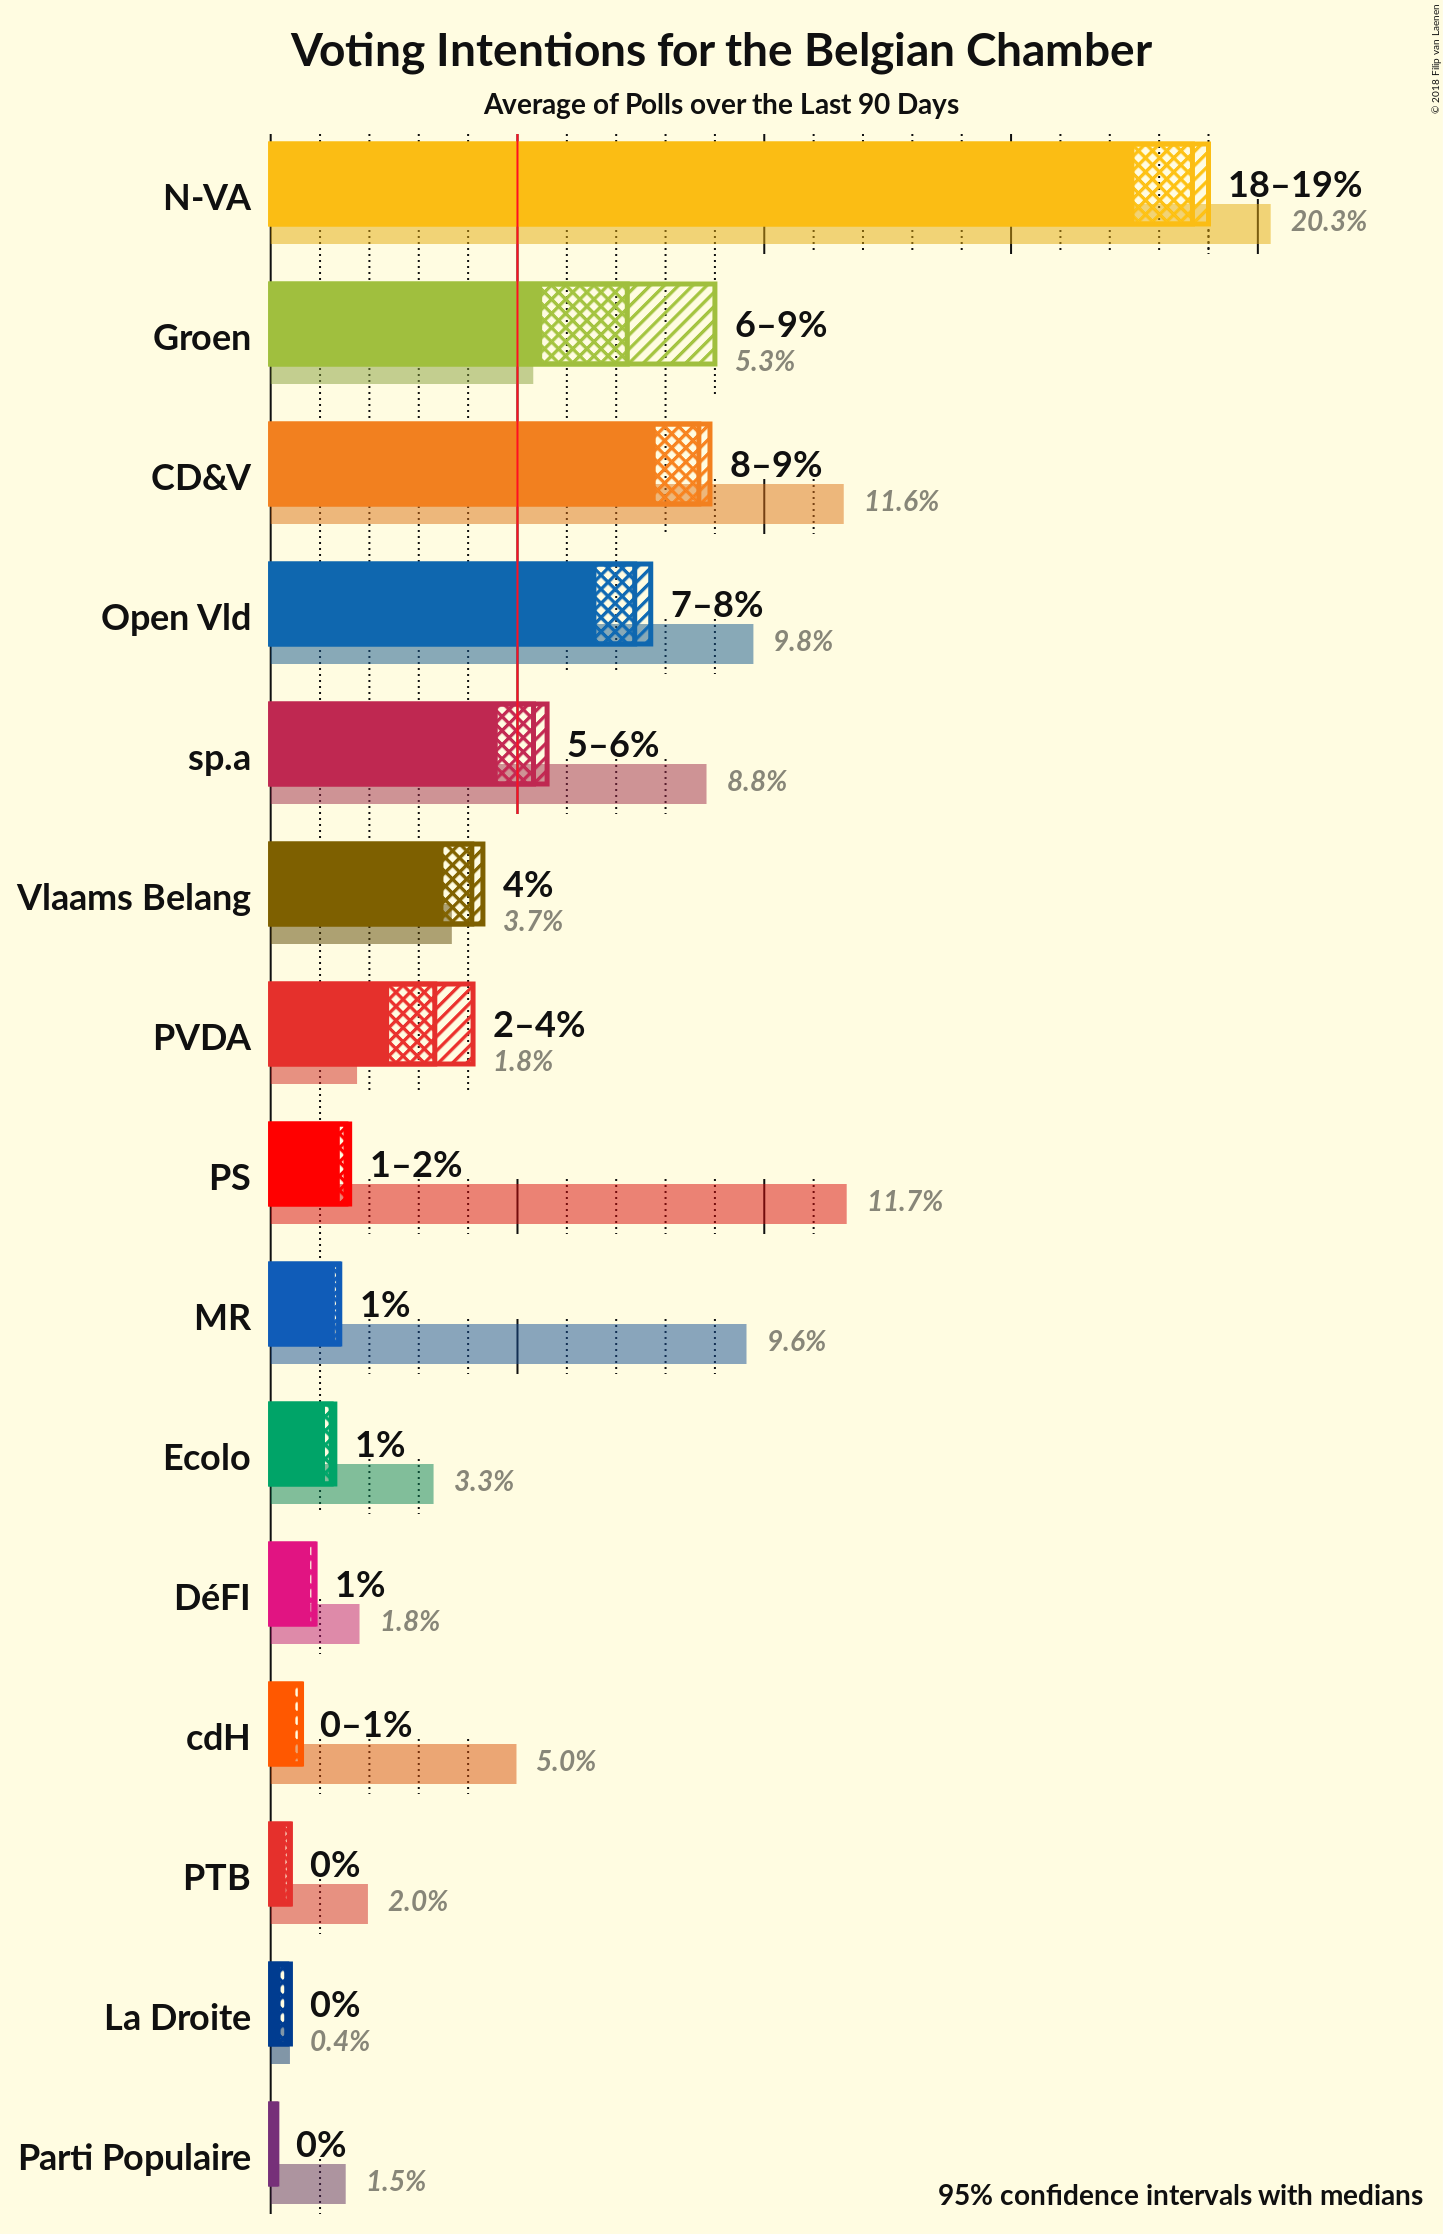 Voting Intentions for the Belgian Chamber
Average of Polls over the Last 90 Days
© 2018 Filip van Laenen
N-VA
18–19%
20.3%
Groen
6–9%
5.3%
CD&V
8–9%
11.6%
Open Vld
7–8%
9.8%
sp.a
5–6%
8.8%
Vlaams Belang
4%
3.7%
PVDA
2–4%
1.8%
PS
1–2%
11.7%
MR
1%
9.6%
Ecolo
1%
3.3%
DéFI
1%
1.8%
cdH
0–1%
5.0%
PTB
0%
2.0%
La Droite
0%
0.4%
Parti Populaire
0%
1.5%
95% confidence intervals with medians